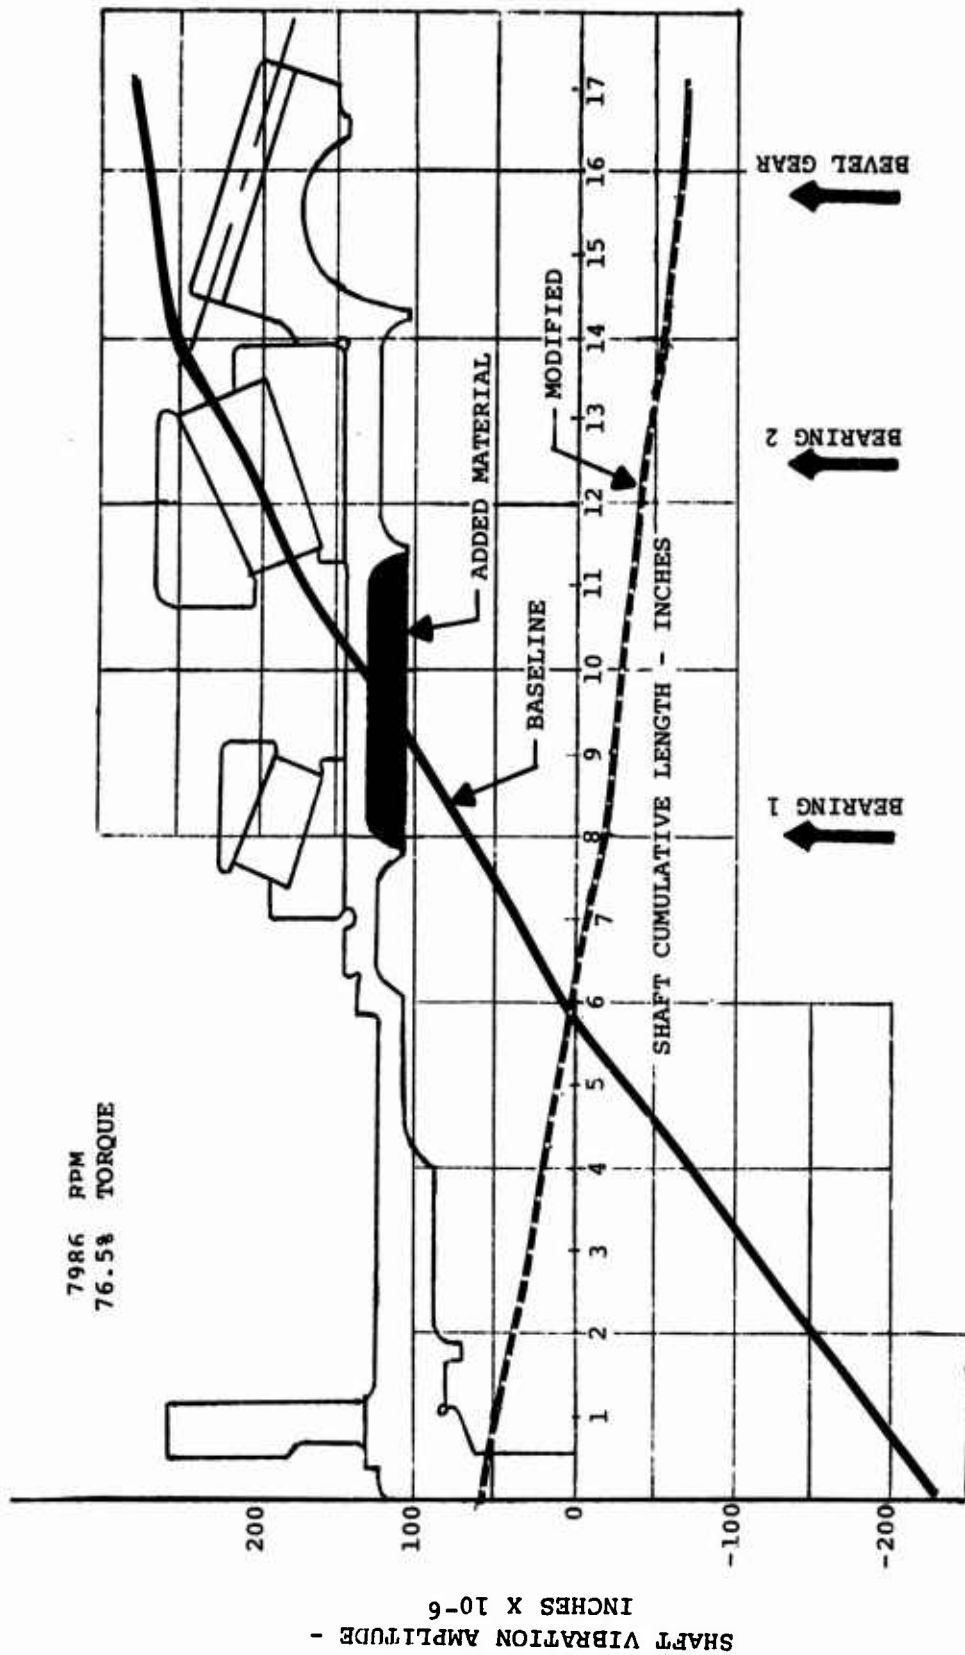 7986 RPM
76.5% TORQUE
200
100
0
-100
-200
SHAFT VIBRATION AMPLITUDE -
INCHES X 10-6
1
2
3
4
5
6
7
8
9
10
11
12
13
14
15
16
17
SHAFT CUMULATIVE LENGTH - INCHES
BASELINE
ADDED MATERIAL
MODIFIED
BEARING 1
BEARING 2
BEVEL GEAR